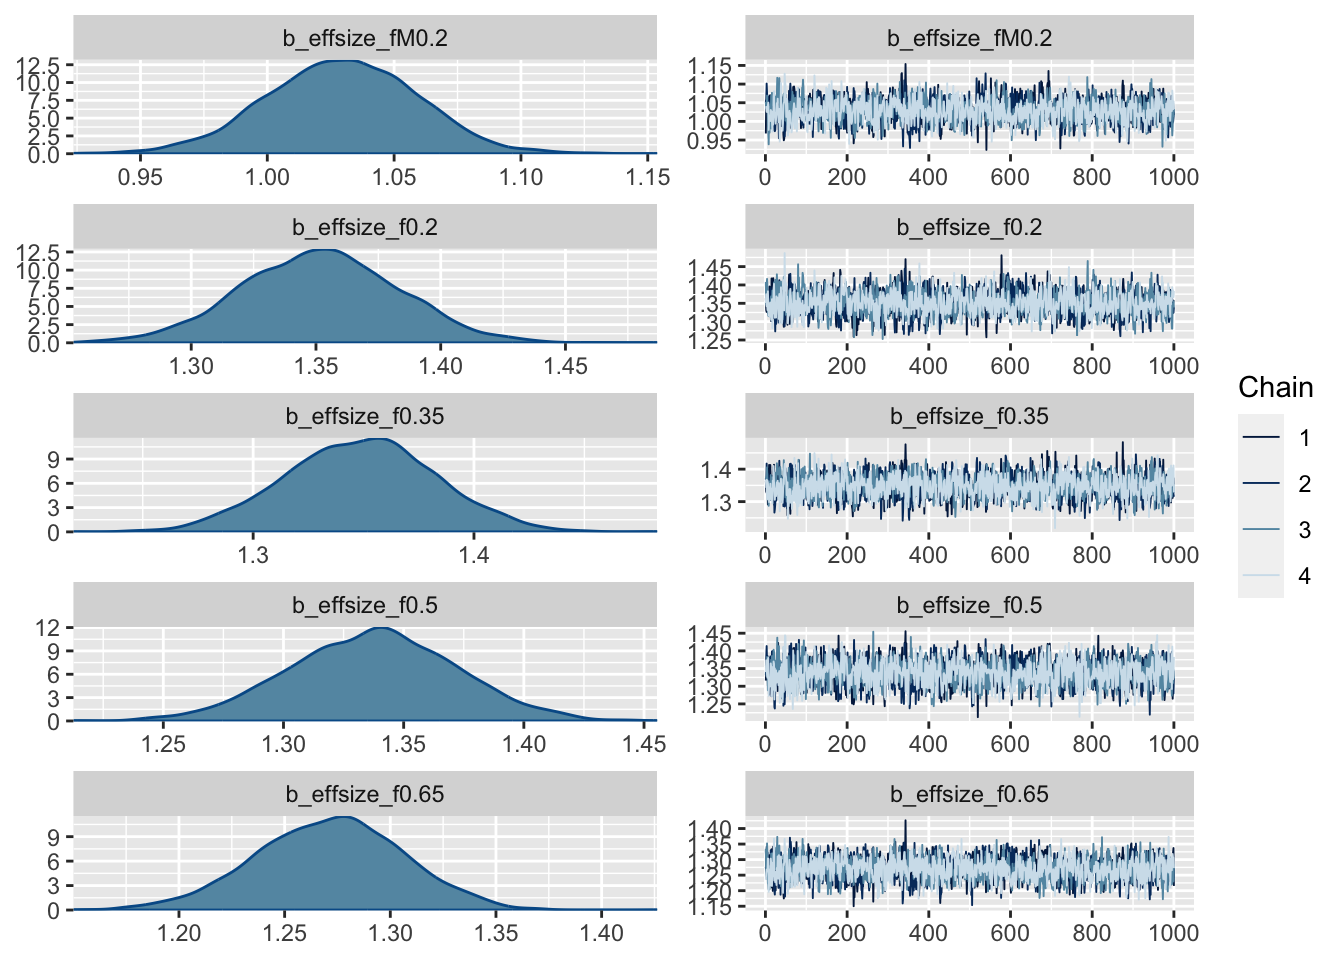 b_effsize_fM0.2
12.5
10.0
7.5
5.0
2.5
0.0
0.95 1.00 1.05 1.10 1.15
b_effsize_fM0.2
1.15
1.10
1.05
1.00
0.95
0 200 400 600 800 1000
b_effsize_f0.2
12.5
10.0
7.5
5.0
2.5
0.0
1.30 1.35 1.40 1.45
b_effsize_f0.2
1.45
1.40
1.35
1.30
1.25
0 200 400 600 800 1000
b_effsize_f0.35
9
6
3
0
1.3 1.4
b_effsize_f0.35
1.4
1.3
0 200 400 600 800 1000
b_effsize_f0.5
12
9
6
3
0
1.25 1.30 1.35 1.40 1.45
b_effsize_f0.5
1.45
1.40
1.35
1.30
1.25
0 200 400 600 800 1000
b_effsize_f0.65
9
6
3
0
1.20 1.25 1.30 1.35 1.40
b_effsize_f0.65
1.40
1.35
1.30
1.25
1.20
1.15
0 200 400 600 800 1000
Chain
1
2
3
4